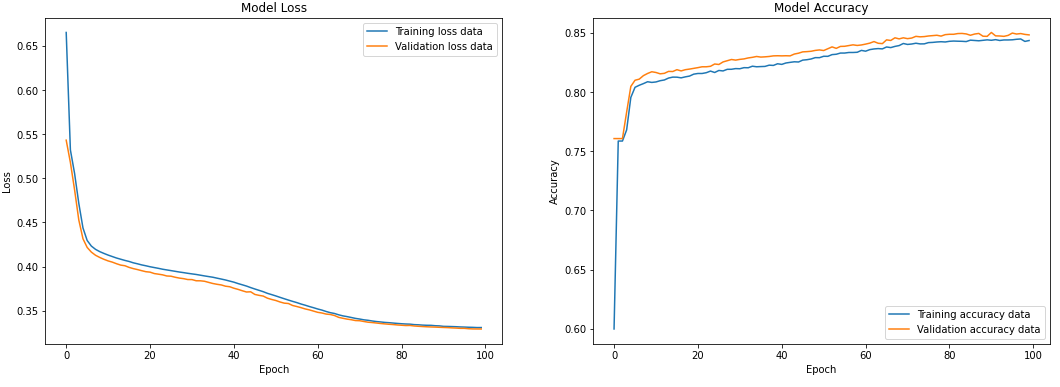 Model Loss
Training loss data
Validation loss data
0.65
0.60
0.55
0.50
0.45
0.40
0.35
Loss
0
20
40
60
80
100
Epoch
Model Accuracy
0.85
0.80
0.75
0.70
0.65
0.60
Accuracy
Training accuracy data
Validation accuracy data
0
20
40
60
80
100
Epoch